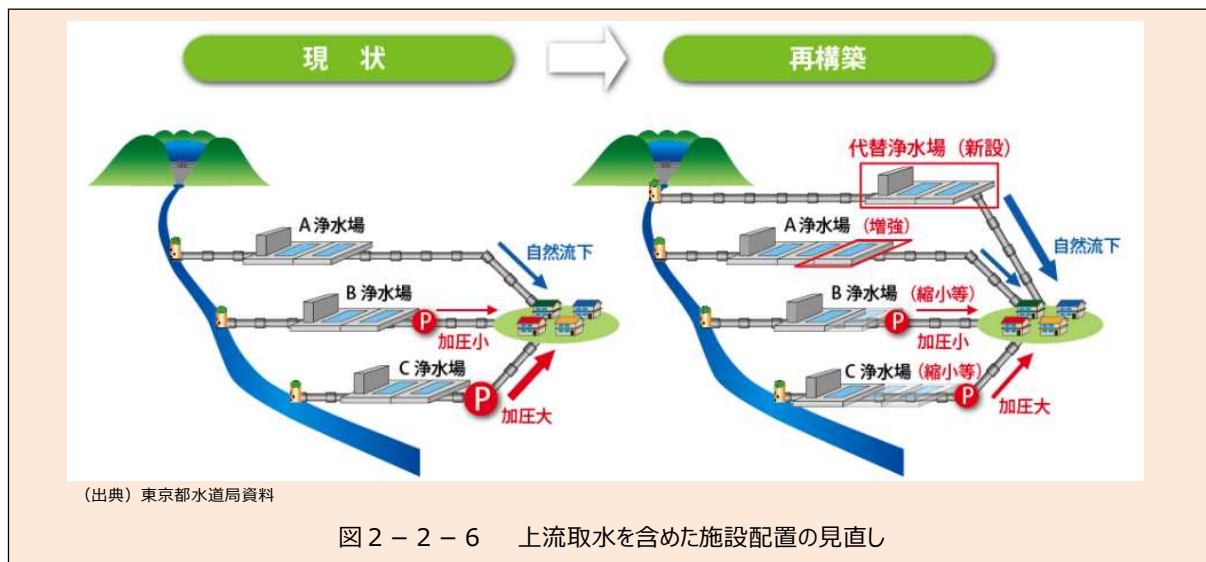 現 状
再構築
A 浄水場
自然流下
B 浄水場
P
加圧小
C 浄水場
P
加圧大
代替浄水場（新設）
A 浄水場（増強）
自然流下
B 浄水場（縮小等）
P
加圧小
C 浄水場（縮小等）
P
加圧大
（出典）東京都水道局資料
図２－２－６ 上流取水を含めた施設配置の見直し